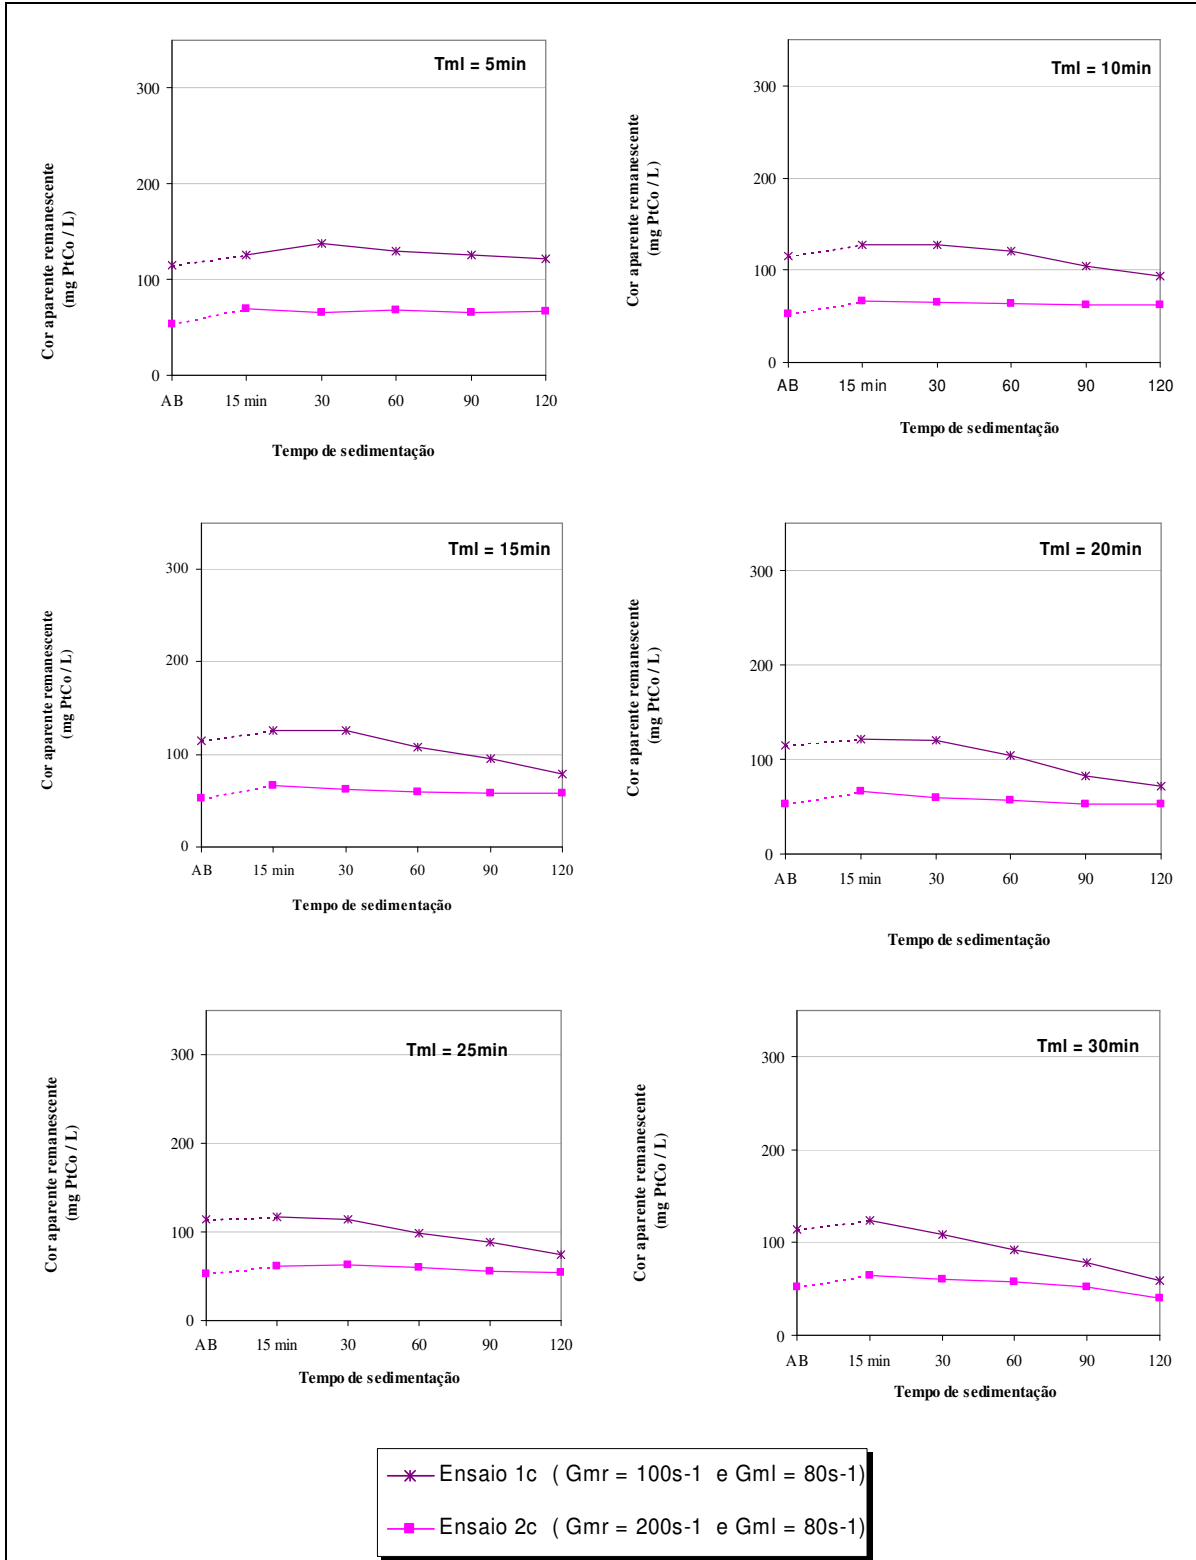 Tml = 5min
300
200
100
0
AB 15 min 30 60 90 120
Cor aparente remanescente
(mg PtCo / L)
Tempo de sedimentação
Tml = 10min
300
200
100
0
AB 15 min 30 60 90 120
Cor aparente remanescente
(mg PtCo / L)
Tempo de sedimentação
Tml = 15min
300
200
100
0
AB 15 min 30 60 90 120
Cor aparente remanescente
(mg PtCo / L)
Tempo de sedimentação
Tml = 20min
300
200
100
0
AB 15 min 30 60 90 120
Cor aparente remanescente
(mg PtCo / L)
Tempo de sedimentação
Tml = 25min
300
200
100
0
AB 15 min 30 60 90 120
Cor aparente remanescente
(mg PtCo / L)
Tempo de sedimentação
Tml = 30min
300
200
100
0
AB 15 min 30 60 90 120
Cor aparente remanescente
(mg PtCo / L)
Tempo de sedimentação
Ensaio 1c ( Gmr = 100s-1 e Gml = 80s-1)
Ensaio 2c ( Gmr = 200s-1 e Gml = 80s-1)